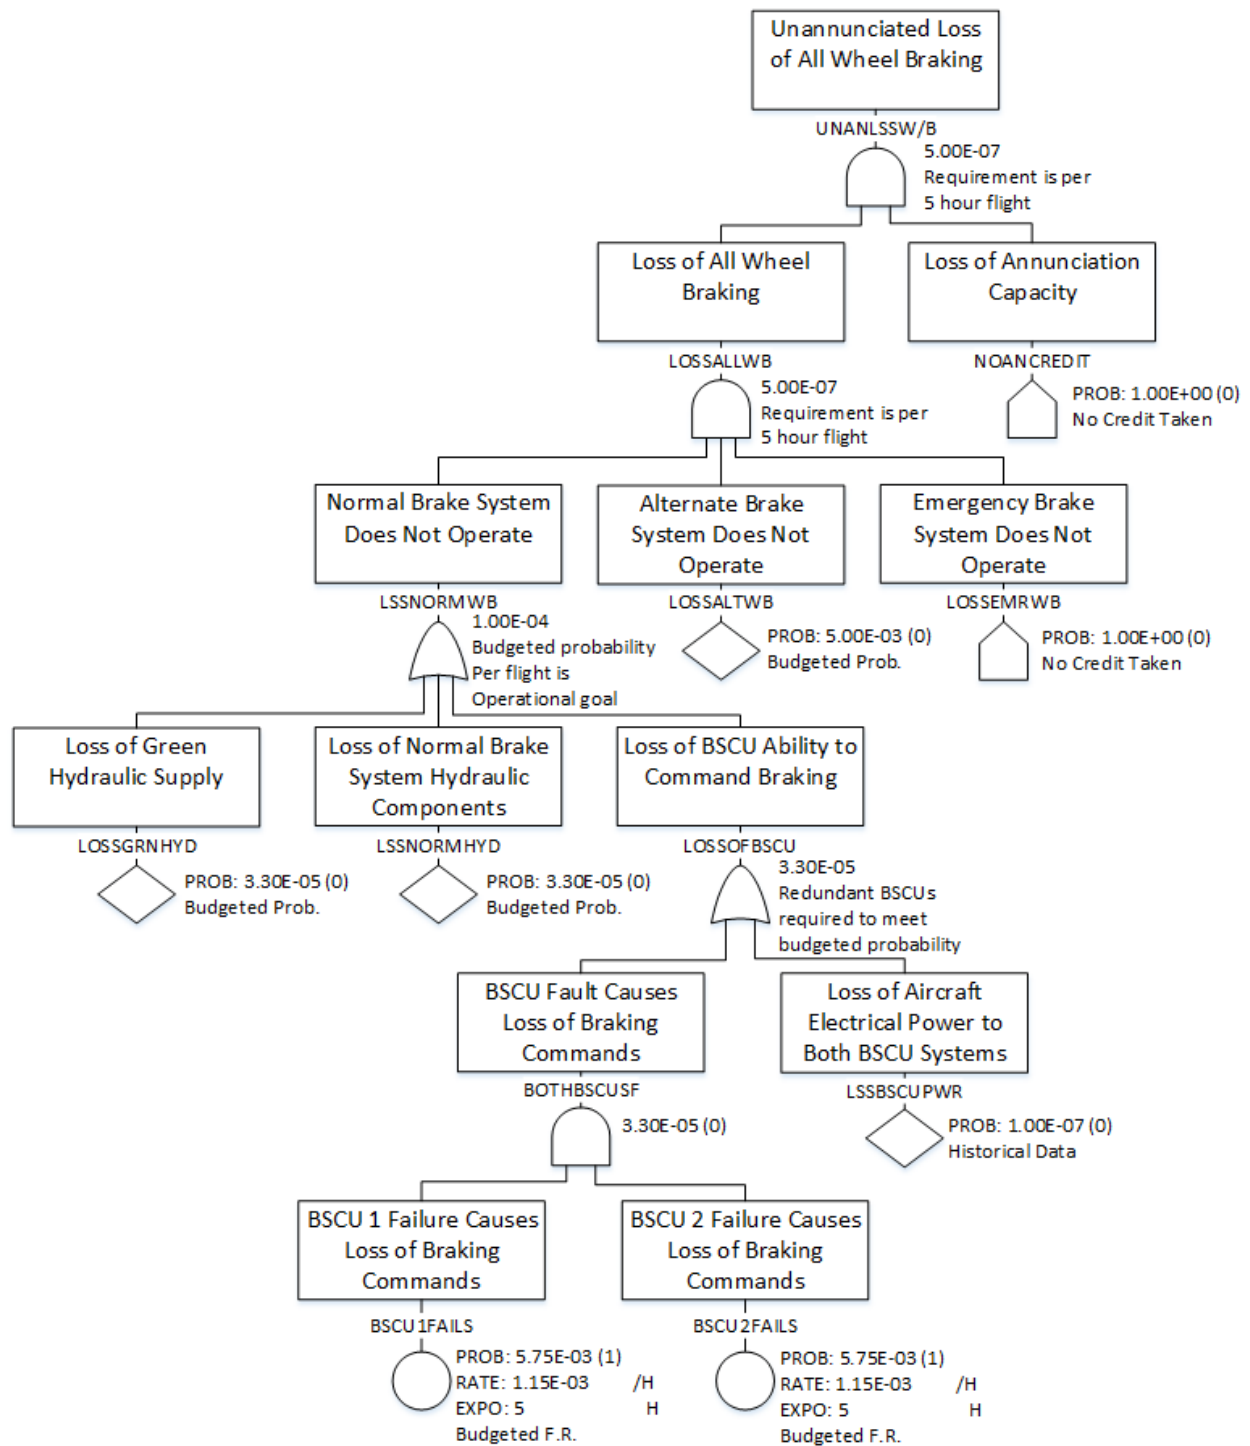 Unannunciated Loss
of All Wheel Braking
UNANLSSW/B
5.00E-07
Requirement is per
5 hour flight
Loss of All Wheel
Braking
LOSSALLWB
5.00E-07
Requirement is per
5 hour flight
Loss of Annunciation
Capacity
NOANCREDIT
PROB: 1.00E+00 (0)
No Credit Taken
Normal Brake System
Does Not Operate
LSSNORMWB
1.00E-04
Budgeted probability
Per flight is
Operational goal
Alternate Brake
System Does Not
Operate
LOSSALTWB
PROB: 5.00E-03 (0)
Budgeted Prob.
Emergency Brake
System Does Not
Operate
LOSSEMRWB
PROB: 1.00E+00 (0)
No Credit Taken
Loss of Green
Hydraulic Supply
LOSSGRNHYD
PROB: 3.30E-05 (0)
Budgeted Prob.
Loss of Normal Brake
System Hydraulic
Components
LSSNORMHYD
PROB: 3.30E-05 (0)
Budgeted Prob.
Loss of BSCU Ability to
Command Braking
LOSSOFBSCU
3.30E-05
Redundant BSCUs
required to meet
budgeted probability
BSCU Fault Causes
Loss of Braking
Commands
BOTHBSCUSF
3.30E-05 (0)
Loss of Aircraft
Electrical Power to
Both BSCU Systems
LSSBSCUPWR
PROB: 1.00E-07 (0)
Historical Data
BSCU 1 Failure Causes
Loss of Braking
Commands
BSCU1FAILS
PROB: 5.75E-03 (1)
RATE: 1.15E-03 /H
EXPO: 5 H
Budgeted F.R.
BSCU 2 Failure Causes
Loss of Braking
Commands
BSCU2FAILS
PROB: 5.75E-03 (1)
RATE: 1.15E-03 /H
EXPO: 5 H
Budgeted F.R.